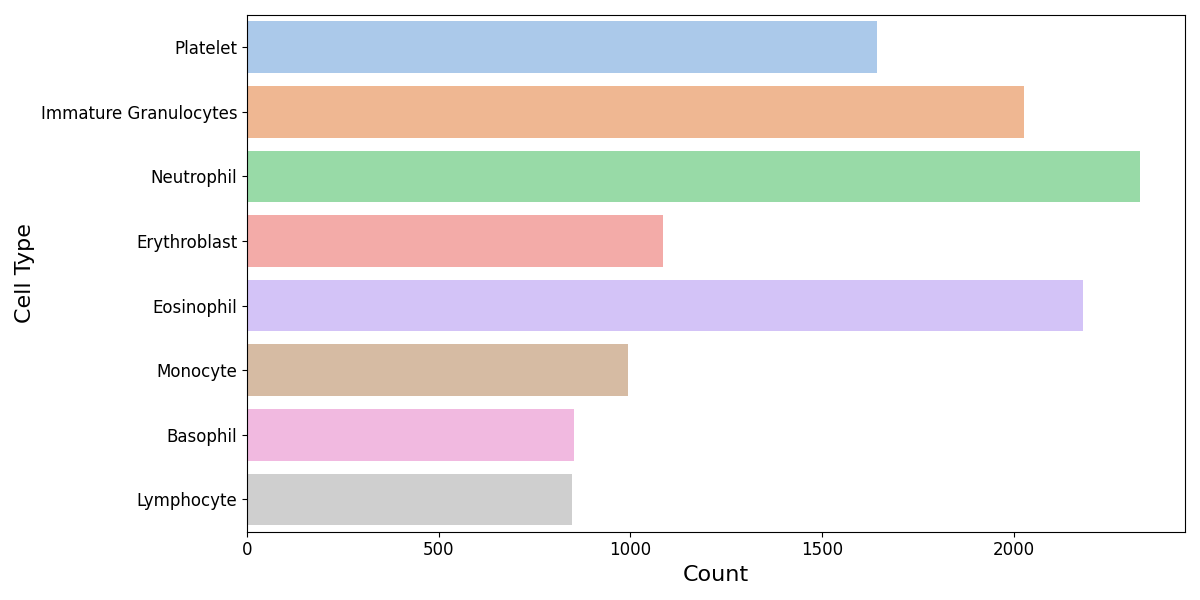 Platelet
Immature Granulocytes
Neutrophil
Erythroblast
Eosinophil
Monocyte
Basophil
Lymphocyte
Cell Type
0 500 1000 1500 2000
Count